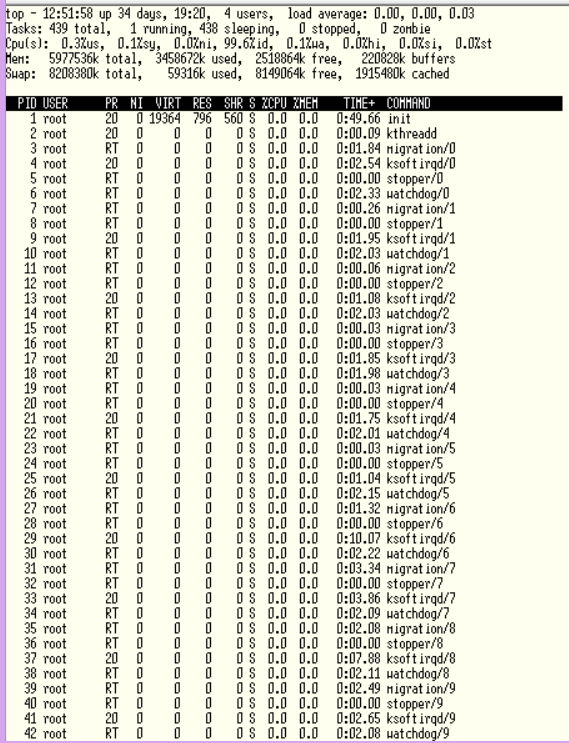 top - 12:51:58 up 34 days, 19:20,  4 users,  load average: 0.00, 0.00, 0.03
Tasks: 439 total,   1 running, 438 sleeping,   0 stopped,   0 zombie
Cpu(s):  0.3%us,  0.1%sy,  0.0%ni, 99.6%id,  0.1%wa,  0.0%hi,  0.0%si,  0.0%st
Mem:   5977536k total,  3458672k used,  2518864k free,   220828k buffers
Swap:  8208380k total,    59316k used,  8149064k free,  1915480k cached
PID USER      PR  NI  VIRT  RES  SHR S %CPU %MEM    TIME+  COMMAND
1 root      20   0 19364  796  560 S  0.0  0.0   0:49.66 init
2 root      20   0     0    0    0 S  0.0  0.0   0:00.09 kthreadd
3 root      RT   0     0    0    0 S  0.0  0.0   0:01.84 migration/0
4 root      20   0     0    0    0 S  0.0  0.0   0:02.54 ksoftirqd/0
5 root      RT   0     0    0    0 S  0.0  0.0   0:00.00 stopper/0
6 root      RT   0     0    0    0 S  0.0  0.0   0:02.33 watchdog/0
7 root      RT   0     0    0    0 S  0.0  0.0   0:00.26 migration/1
8 root      RT   0     0    0    0 S  0.0  0.0   0:00.00 stopper/1
9 root      20   0     0    0    0 S  0.0  0.0   0:01.95 ksoftirqd/1
10 root      RT   0     0    0    0 S  0.0  0.0   0:02.03 watchdog/1
11 root      RT   0     0    0    0 S  0.0  0.0   0:00.06 migration/2
12 root      RT   0     0    0    0 S  0.0  0.0   0:00.00 stopper/2
13 root      20   0     0    0    0 S  0.0  0.0   0:01.08 ksoftirqd/2
14 root      RT   0     0    0    0 S  0.0  0.0   0:02.03 watchdog/2
15 root      RT   0     0    0    0 S  0.0  0.0   0:00.03 migration/3
16 root      RT   0     0    0    0 S  0.0  0.0   0:00.00 stopper/3
17 root      20   0     0    0    0 S  0.0  0.0   0:01.85 ksoftirqd/3
18 root      RT   0     0    0    0 S  0.0  0.0   0:01.98 watchdog/3
19 root      RT   0     0    0    0 S  0.0  0.0   0:00.03 migration/4
20 root      RT   0     0    0    0 S  0.0  0.0   0:00.00 stopper/4
21 root      20   0     0    0    0 S  0.0  0.0   0:01.75 ksoftirqd/4
22 root      RT   0     0    0    0 S  0.0  0.0   0:02.01 watchdog/4
23 root      RT   0     0    0    0 S  0.0  0.0   0:00.03 migration/5
24 root      RT   0     0    0    0 S  0.0  0.0   0:00.00 stopper/5
25 root      20   0     0    0    0 S  0.0  0.0   0:01.04 ksoftirqd/5
26 root      RT   0     0    0    0 S  0.0  0.0   0:02.15 watchdog/5
27 root      RT   0     0    0    0 S  0.0  0.0   0:01.32 migration/6
28 root      RT   0     0    0    0 S  0.0  0.0   0:00.00 stopper/6
29 root      20   0     0    0    0 S  0.0  0.0   0:10.07 ksoftirqd/6
30 root      RT   0     0    0    0 S  0.0  0.0   0:02.22 watchdog/6
31 root      RT   0     0    0    0 S  0.0  0.0   0:03.34 migration/7
32 root      RT   0     0    0    0 S  0.0  0.0   0:00.00 stopper/7
33 root      20   0     0    0    0 S  0.0  0.0   0:03.86 ksoftirqd/7
34 root      RT   0     0    0    0 S  0.0  0.0   0:02.09 watchdog/7
35 root      RT   0     0    0    0 S  0.0  0.0   0:02.08 migration/8
36 root      RT   0     0    0    0 S  0.0  0.0   0:00.00 stopper/8
37 root      20   0     0    0    0 S  0.0  0.0   0:07.88 ksoftirqd/8
38 root      RT   0     0    0    0 S  0.0  0.0   0:02.11 watchdog/8
39 root      RT   0     0    0    0 S  0.0  0.0   0:02.49 migration/9
40 root      RT   0     0    0    0 S  0.0  0.0   0:00.00 stopper/9
41 root      20   0     0    0    0 S  0.0  0.0   0:02.65 ksoftirqd/9
42 root      RT   0     0    0    0 S  0.0  0.0   0:02.08 watchdog/9